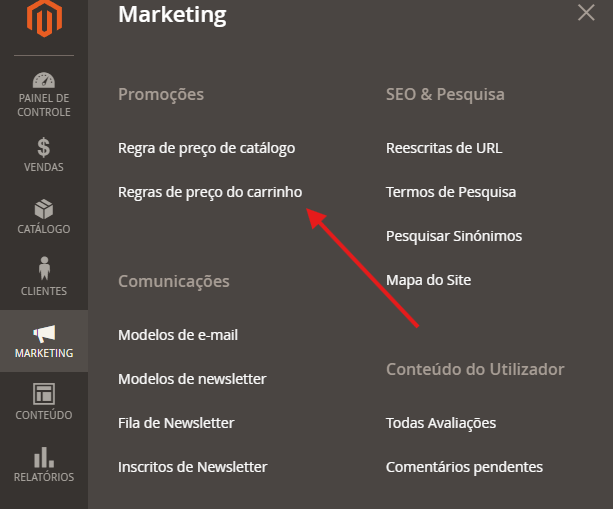 Marketing
PAINEL DE
CONTROLE
VENDAS
CATÁLOGO
CLIENTES
MARKETING
CONTEÚDO
RELATÓRIOS
Promoções
Regra de preço de catálogo
Regras de preço do carrinho
Comunicações
Modelos de e-mail
Modelos de newsletter
Fila de Newsletter
Inscritos de Newsletter
SEO & Pesquisa
Reescritas de URL
Termos de Pesquisa
Pesquisar Sinónimos
Mapa do Site
Conteúdo do Utilizador
Todas Avaliações
Comentários pendentes